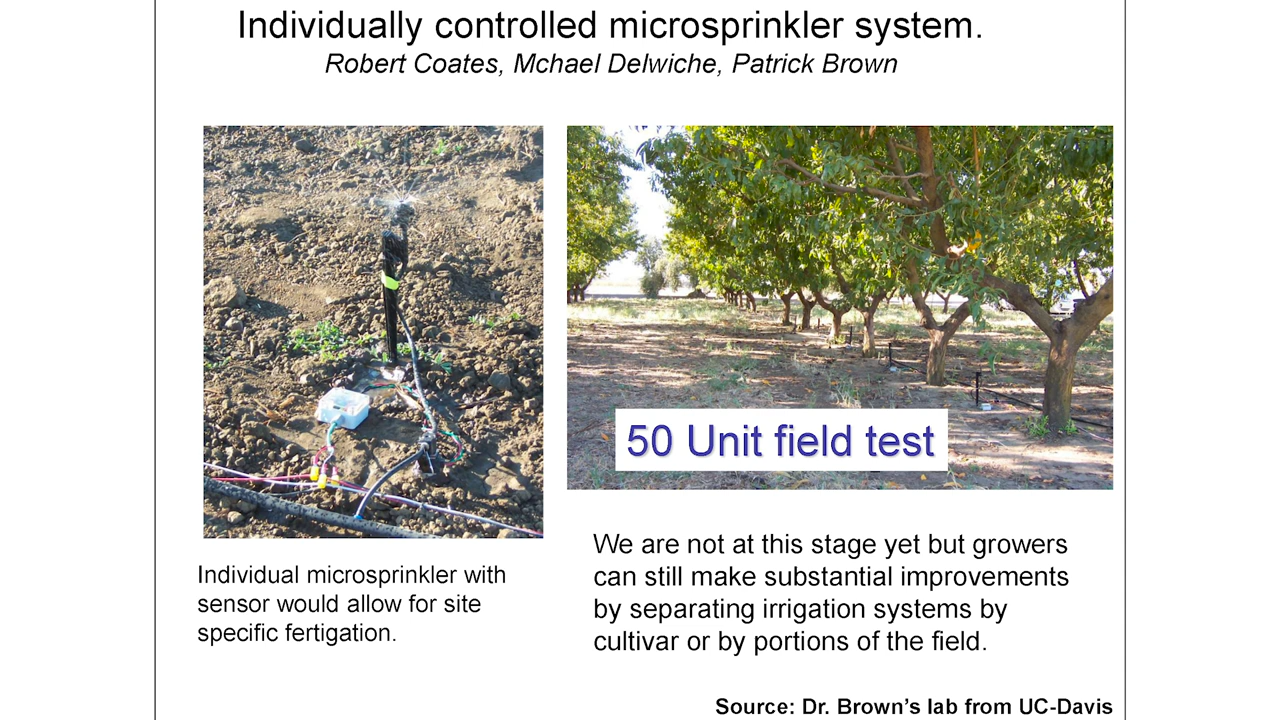 Individually controlled microsprinkler system.
Robert Coates, Mchael Delwiche, Patrick Brown
50 Unit field test
Individual microsprinkler with
sensor would allow for site
specific fertigation.
We are not at this stage yet but growers
can still make substantial improvements
by separating irrigation systems by
cultivar or by portions of the field.
Source: Dr. Brown's lab from UC-Davis